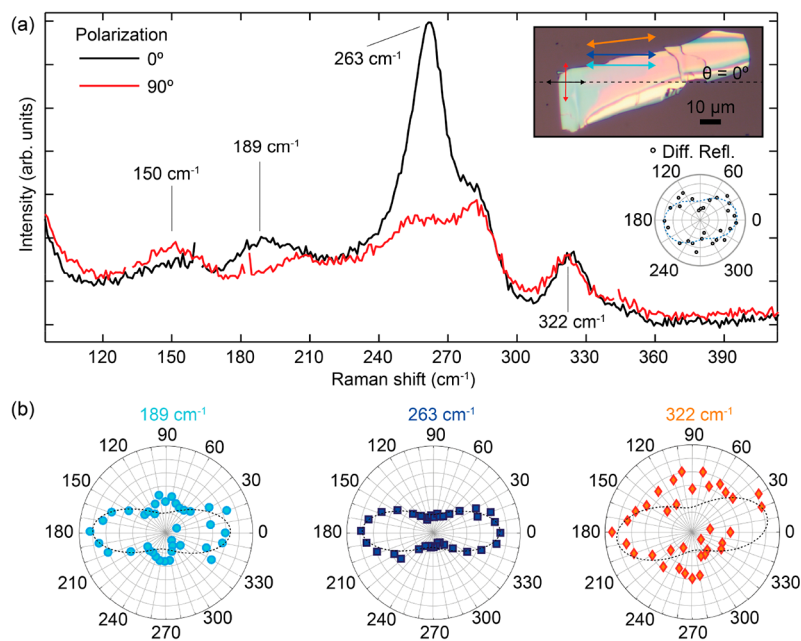 (a)
Polarization
0º
90º
263 cm-1
189 cm-1
150 cm-1
322 cm-1
θ = 0º
10 µm
Diff. Refl.
120 60
180 0
240 300
Intensity (arb. units)
120 150 180 210 240 270 300 330 360 390
Raman shift (cm-1)
(b)
189 cm-1
90
120 60
150 30
180 0
210 330
240 300
270
263 cm-1
90
120 60
150 30
180 0
210 330
240 300
270
322 cm-1
90
120 60
150 30
180 0
210 330
240 300
270